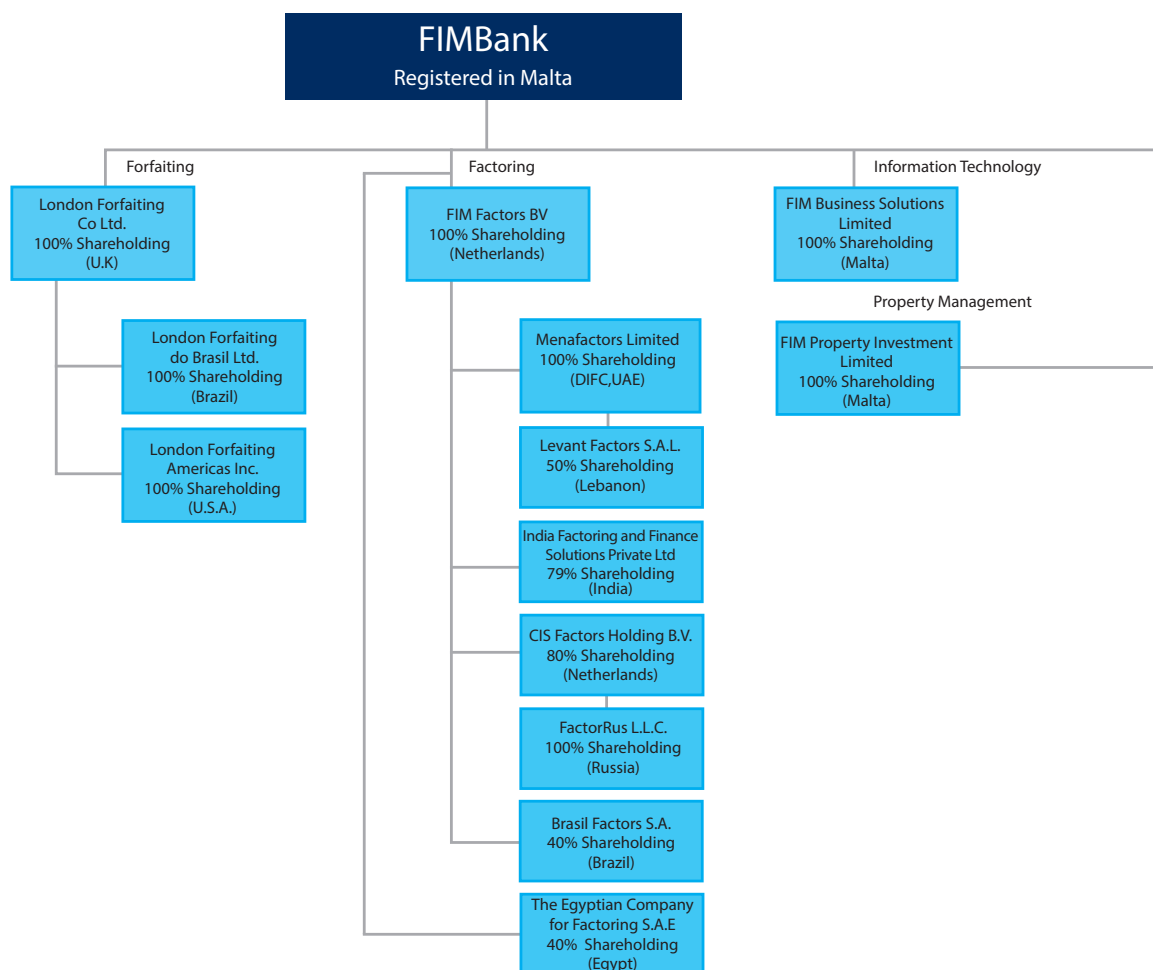 FIMBank
Registered in Malta
Forfaiting
Factoring
Information Technology
London Forfaiting
Co Ltd.
100% Shareholding
(U.K)
FIM Factors BV
100% Shareholding
(Netherlands)
FIM Business Solutions
Limited
100% Shareholding
(Malta)
Property Management
London Forfaiting
do Brasil Ltd.
100% Shareholding
(Brazil)
Menafactors Limited
100% Shareholding
(DIFC,UAE)
FIM Property Investment
Limited
100% Shareholding
(Malta)
London Forfaiting
Americas Inc.
100% Shareholding
(U.S.A.)
Levant Factors S.A.L.
50% Shareholding
(Lebanon)
India Factoring and Finance
Solutions Private Ltd
79% Shareholding
(India)
CIS Factors Holding B.V.
80% Shareholding
(Netherlands)
FactorRus L.L.C.
100% Shareholding
(Russia)
Brasil Factors S.A.
40% Shareholding
(Brazil)
The Egyptian Company
for Factoring S.A.E
40% Shareholding
(Egypt)